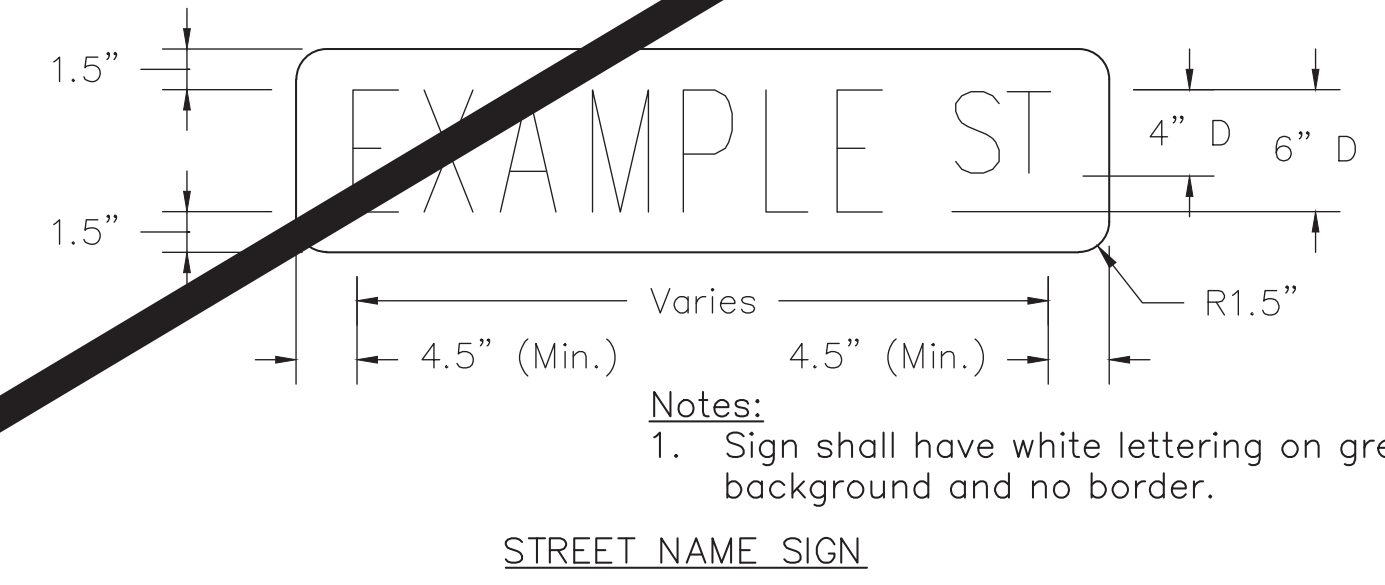 1.5”
EXAMPLE ST
4” D
6” D
1.5”
Varies
R1.5”
4.5” (Min.)
4.5” (Min.)
Notes:
1. Sign shall have white lettering on
background and no border.
STREET NAME SIGN